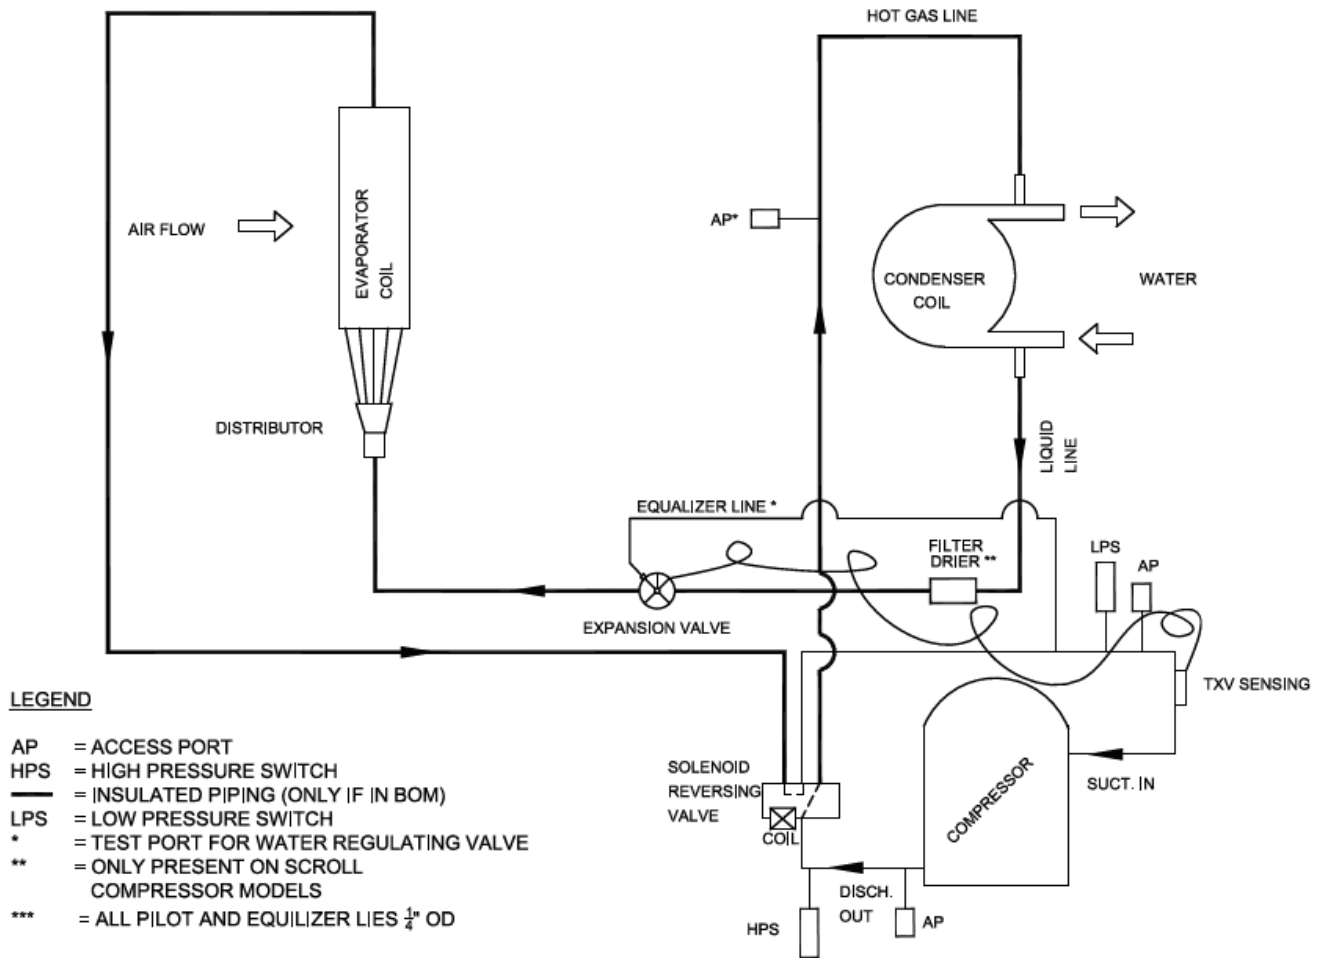 HOT GAS LINE
EVAPORATOR
COIL
AIR FLOW
AP*
CONDENSER
COIL
WATER
DISTRIBUTOR
LIQUID
LINE
EQUALIZER LINE *
FILTER
DRIER **
LPS
AP
EXPANSION VALVE
TXV SENSING
LEGEND
AP = ACCESS PORT
HPS = HIGH PRESSURE SWITCH
= INSULATED PIPING (ONLY IF IN BOM)
LPS = LOW PRESSURE SWITCH
* = TEST PORT FOR WATER REGULATING VALVE
** = ONLY PRESENT ON SCROLL
COMPRESSOR MODELS
*** = ALL PILOT AND EQUILIZER LIES 1/4" OD
SOLENOID
REVERSING
VALVE
COIL
COMPRESSOR
SUCT. IN
DISCH.
OUT
HPS
AP